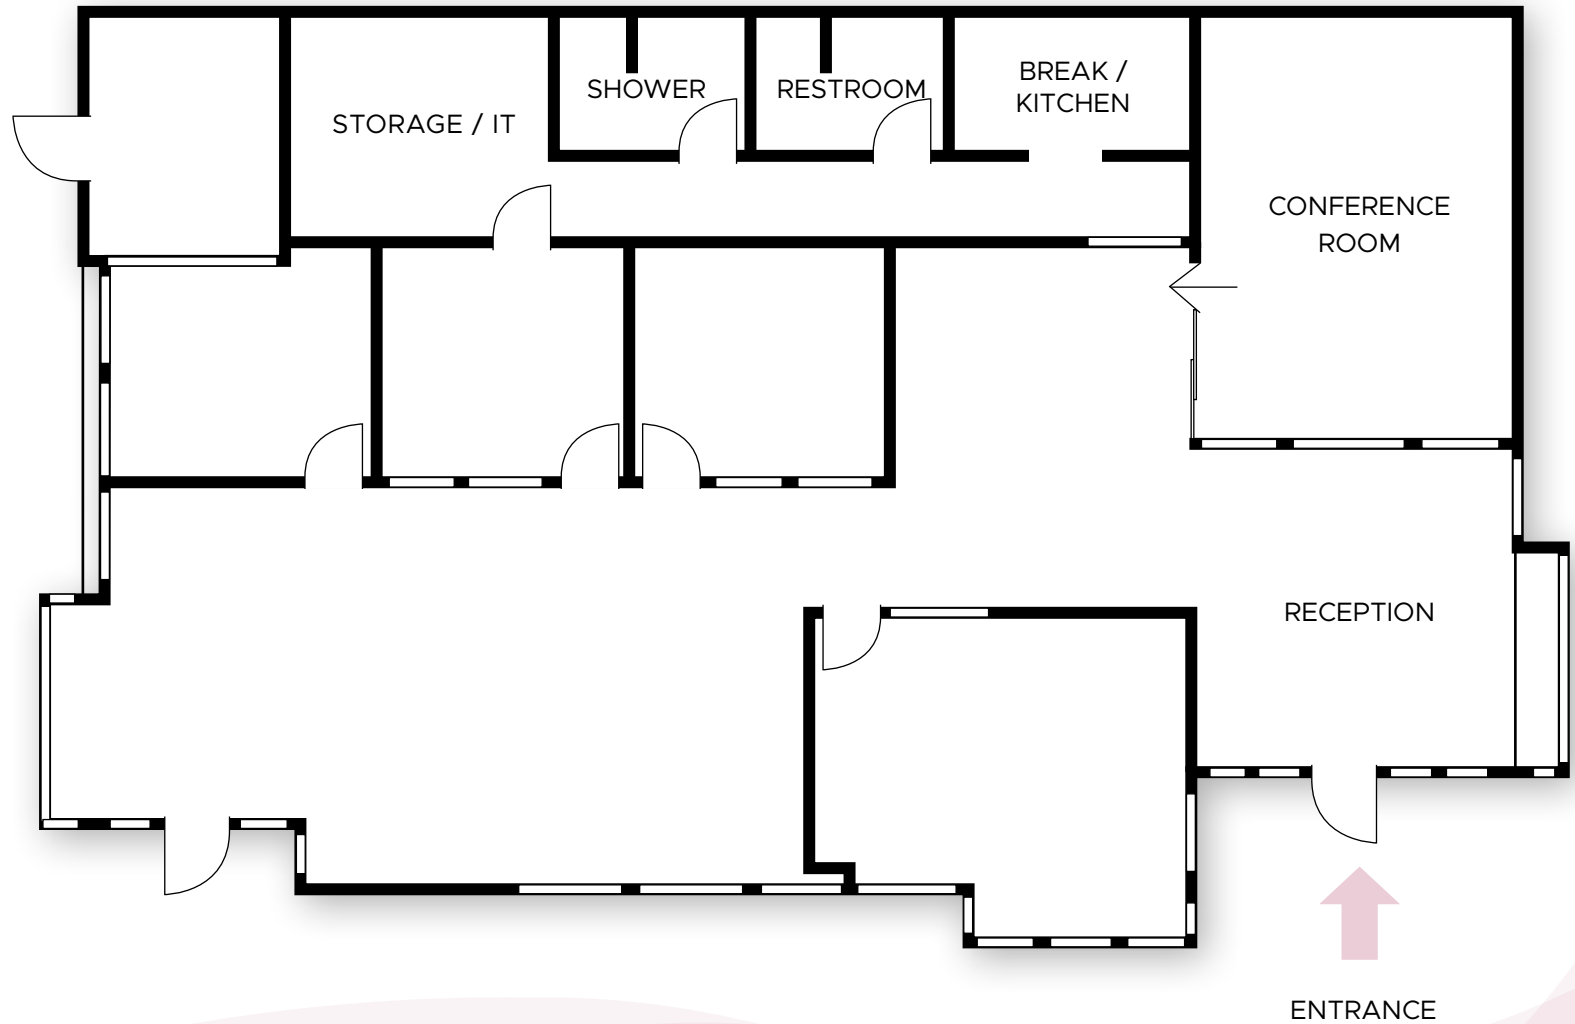 SHOWER
RESTROOM
BREAK /
KITCHEN
STORAGE / IT
CONFERENCE
ROOM
RECEPTION
ENTRANCE